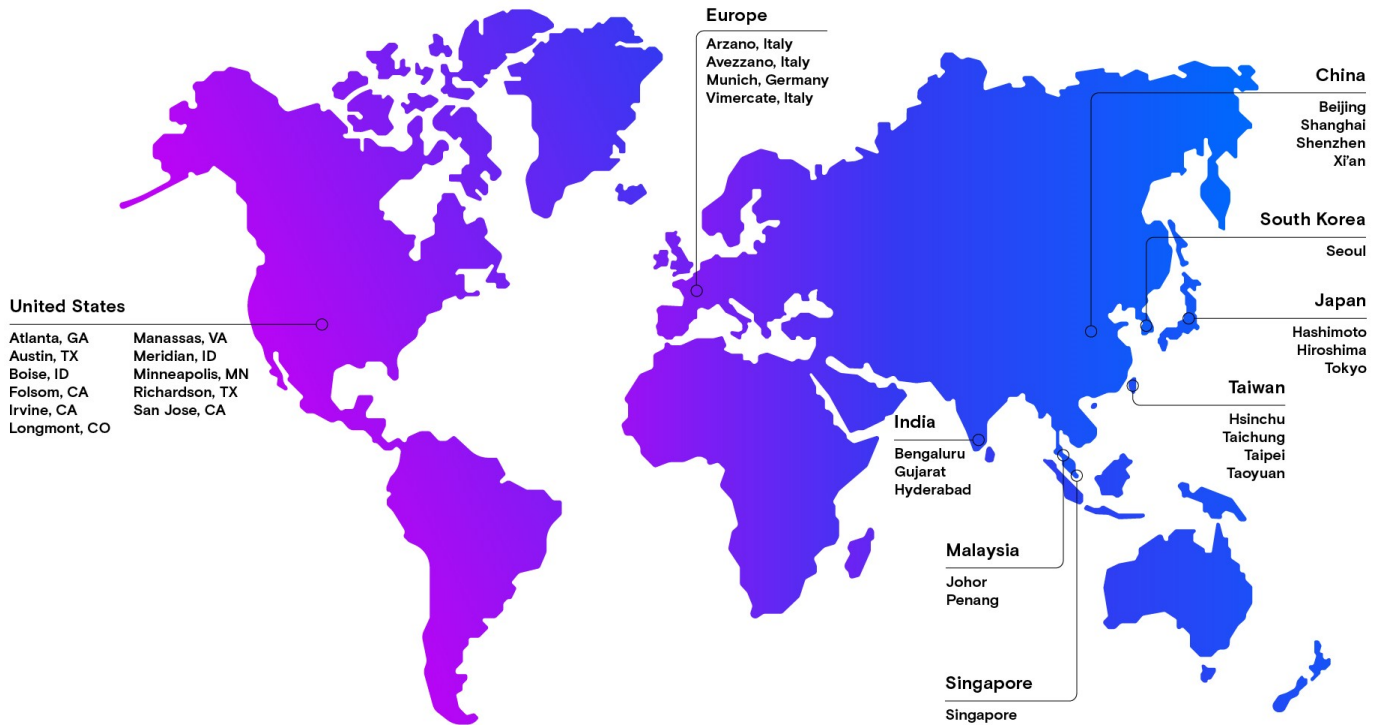 Europe
Arzano, Italy
Avezzano, Italy
Munich, Germany
Vimercate, Italy
China
Beijing
Shanghai
Shenzhen
Xi'an
South Korea
Seoul
United States
Atlanta, GA
Austin, TX
Boise, ID
Folsom, CA
Irvine, CA
Longmont, CO
Manassas, VA
Meridian, ID
Minneapolis, MN
Richardson, TX
San Jose, CA
Japan
Hashimoto
Hiroshima
Tokyo
Taiwan
Hsinchu
Taichung
Taipei
Taoyuan
India
Bengaluru
Gujarat
Hyderabad
Malaysia
Johor
Penang
Singapore
Singapore